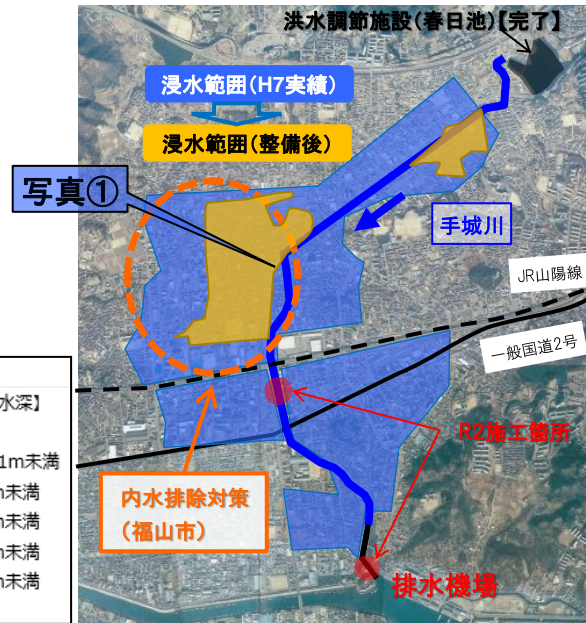 洪水調節施設(春日池)【完了】
浸水範囲(H7実績)
浸水範囲(整備後)
写真①
手城川
JR山陽線
一般国道2号
水深】
1m未満
m未満
m未満
m未満
m未満
R2施工箇所
内水排除対策
(福山市)
排水機場